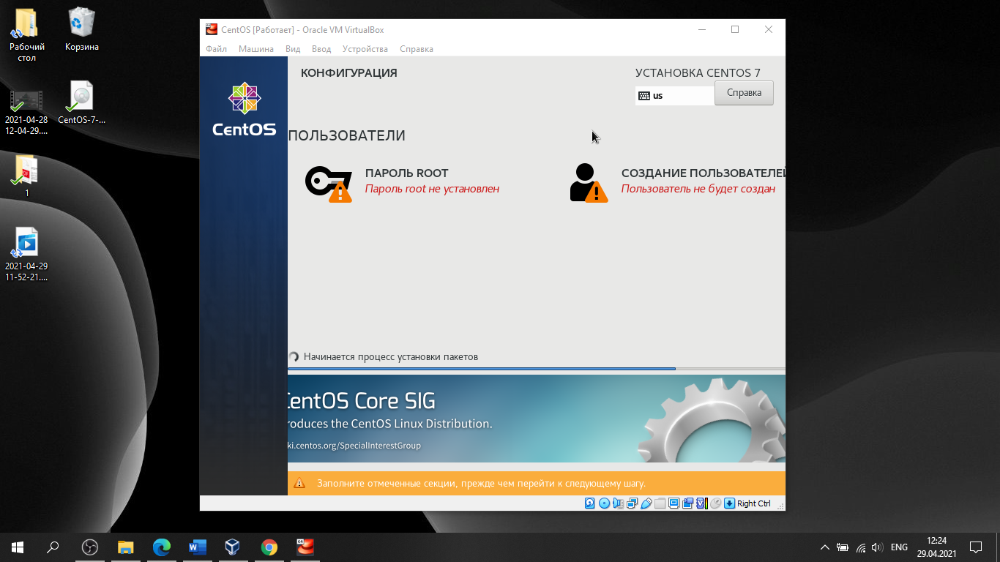 Рабочий
стол
Корзина
2021-04-28
12-04-29....
CentOS-7-...
1
2021-04-29
11-52-21....
CentOS [Работает] - Oracle VM VirtualBox
Файл Машина Вид Ввод Устройства Справка
CentOS
КОНФИГУРАЦИЯ
УСТАНОВКА CENTOS 7
us
Справка
ПОЛЬЗОВАТЕЛИ
ПАРОЛЬ ROOT
Пароль root не установлен
СОЗДАНИЕ ПОЛЬЗОВАТЕЛЕЙ
Пользователь не будет создан
Начинается процесс установки пакетов
CentOS Core SIG
roduces the CentOS Linux Distribution.
ki.centos.org/SpecialInterestGroup
Заполните отмеченные секции, прежде чем перейти к следующему шагу.
Right Ctrl
64
ENG
12:24
29.04.2021